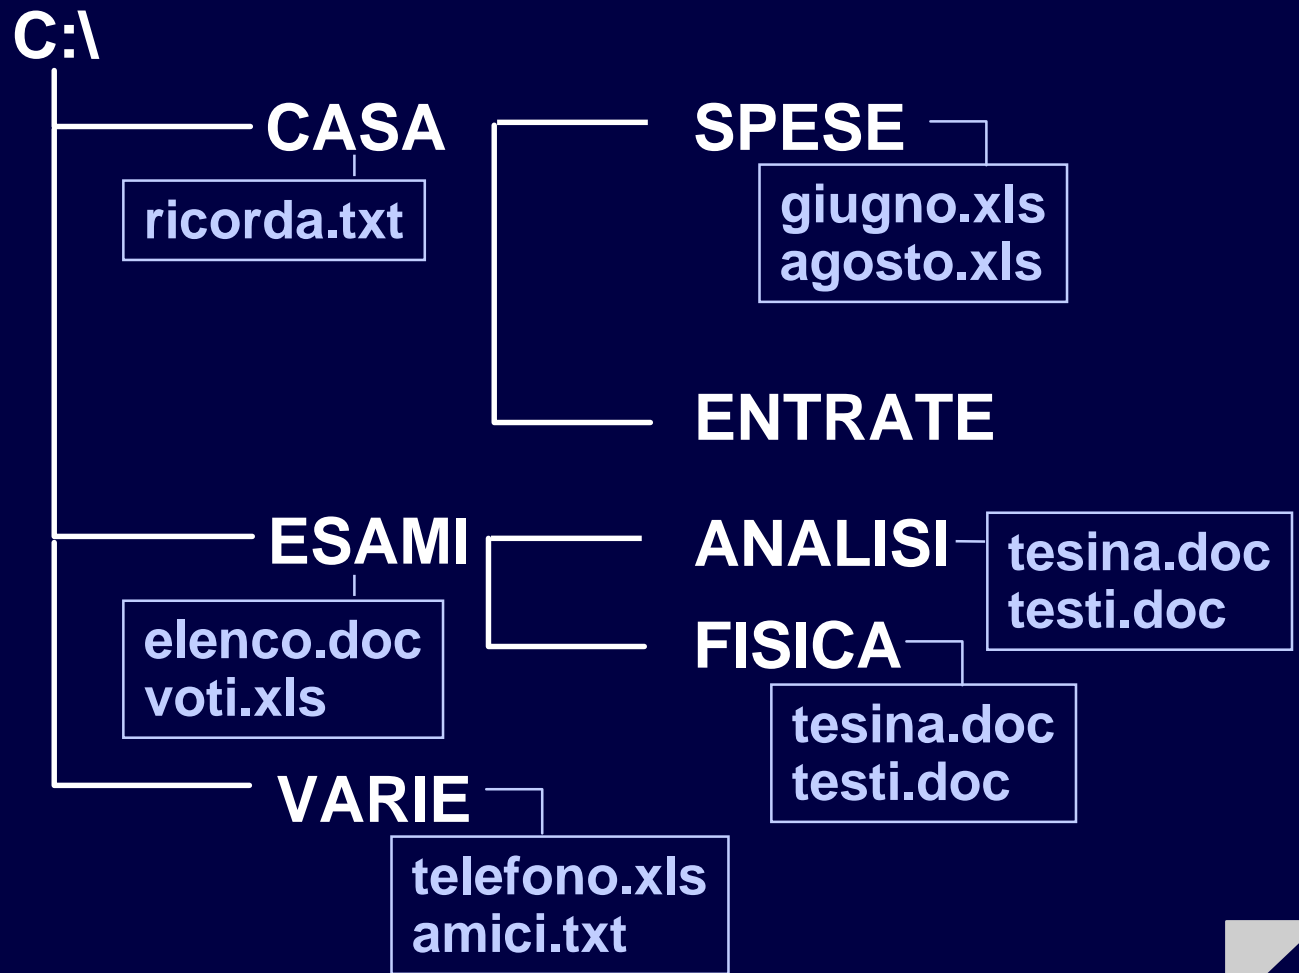 C:\
CASA
ricorda.txt
SPESE
giugno.xls
agosto.xls
ENTRATE
ESAMI
elenco.doc
voti.xls
ANALISI
tesina.doc
testi.doc
FISICA
tesina.doc
testi.doc
VARIE
telefono.xls
amici.txt